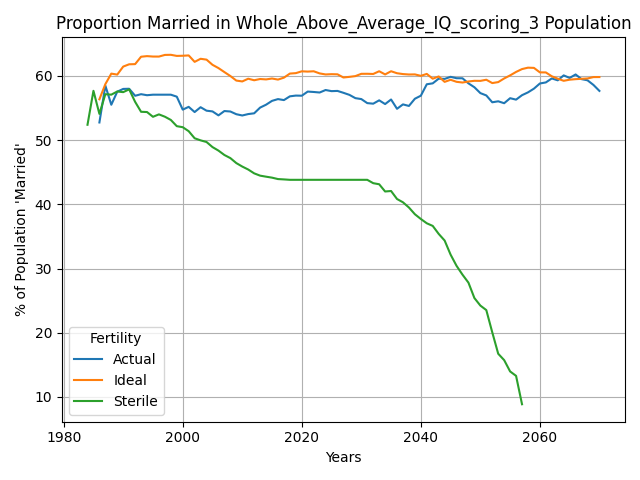 Proportion Married in Whole_Above_Average_IQ_scoring_3 Population
% of Population 'Married'
60
50
40
30
20
10
Fertility
Actual
Ideal
Sterile
1980
2000
2020
2040
2060
Years